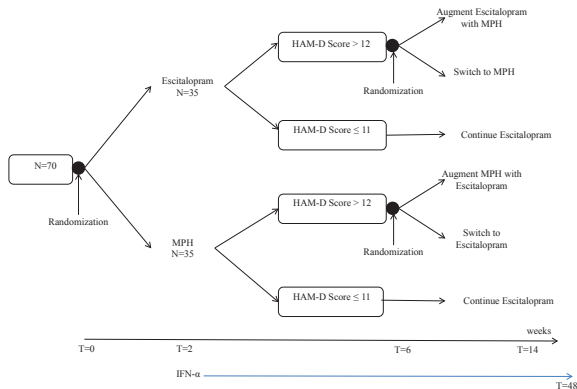 Augment Escitalopram
with MPH
HAM-D Score > 12
Switch to MPH
Escitalopram
N=35
Randomization
HAM-D Score ≤ 11
Continue Escitalopram
N=70
Randomization
Augment MPH with
Escitalopram
HAM-D Score > 12
Switch to
Escitalopram
MPH
N=35
Randomization
HAM-D Score ≤ 11
Continue Escitalopram
weeks
T=0
T=2
T=6
T=14
IFN-α
T=48